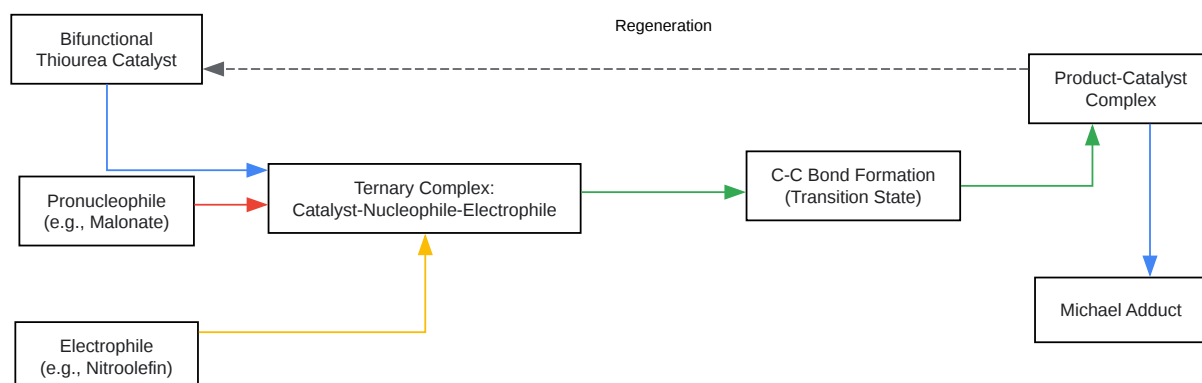 Regeneration
Bifunctional
Thiourea Catalyst
Product-Catalyst
Complex
Pronucleophile
(e.g., Malonate)
Ternary Complex:
Catalyst-Nucleophile-Electrophile
C-C Bond Formation
(Transition State)
Michael Adduct
Electrophile
(e.g., Nitroolefin)